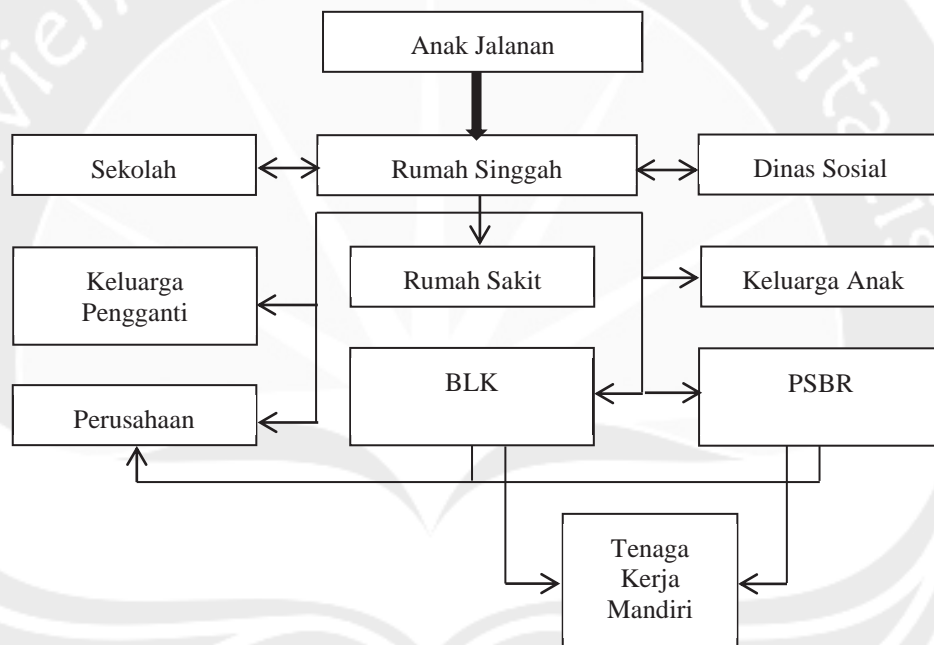 Anak Jalanan
Sekolah
Rumah Singgah
Dinas Sosial
Keluarga
Pengganti
Rumah Sakit
Keluarga Anak
Perusahaan
BLK
PSBR
Tenaga
Kerja
Mandiri